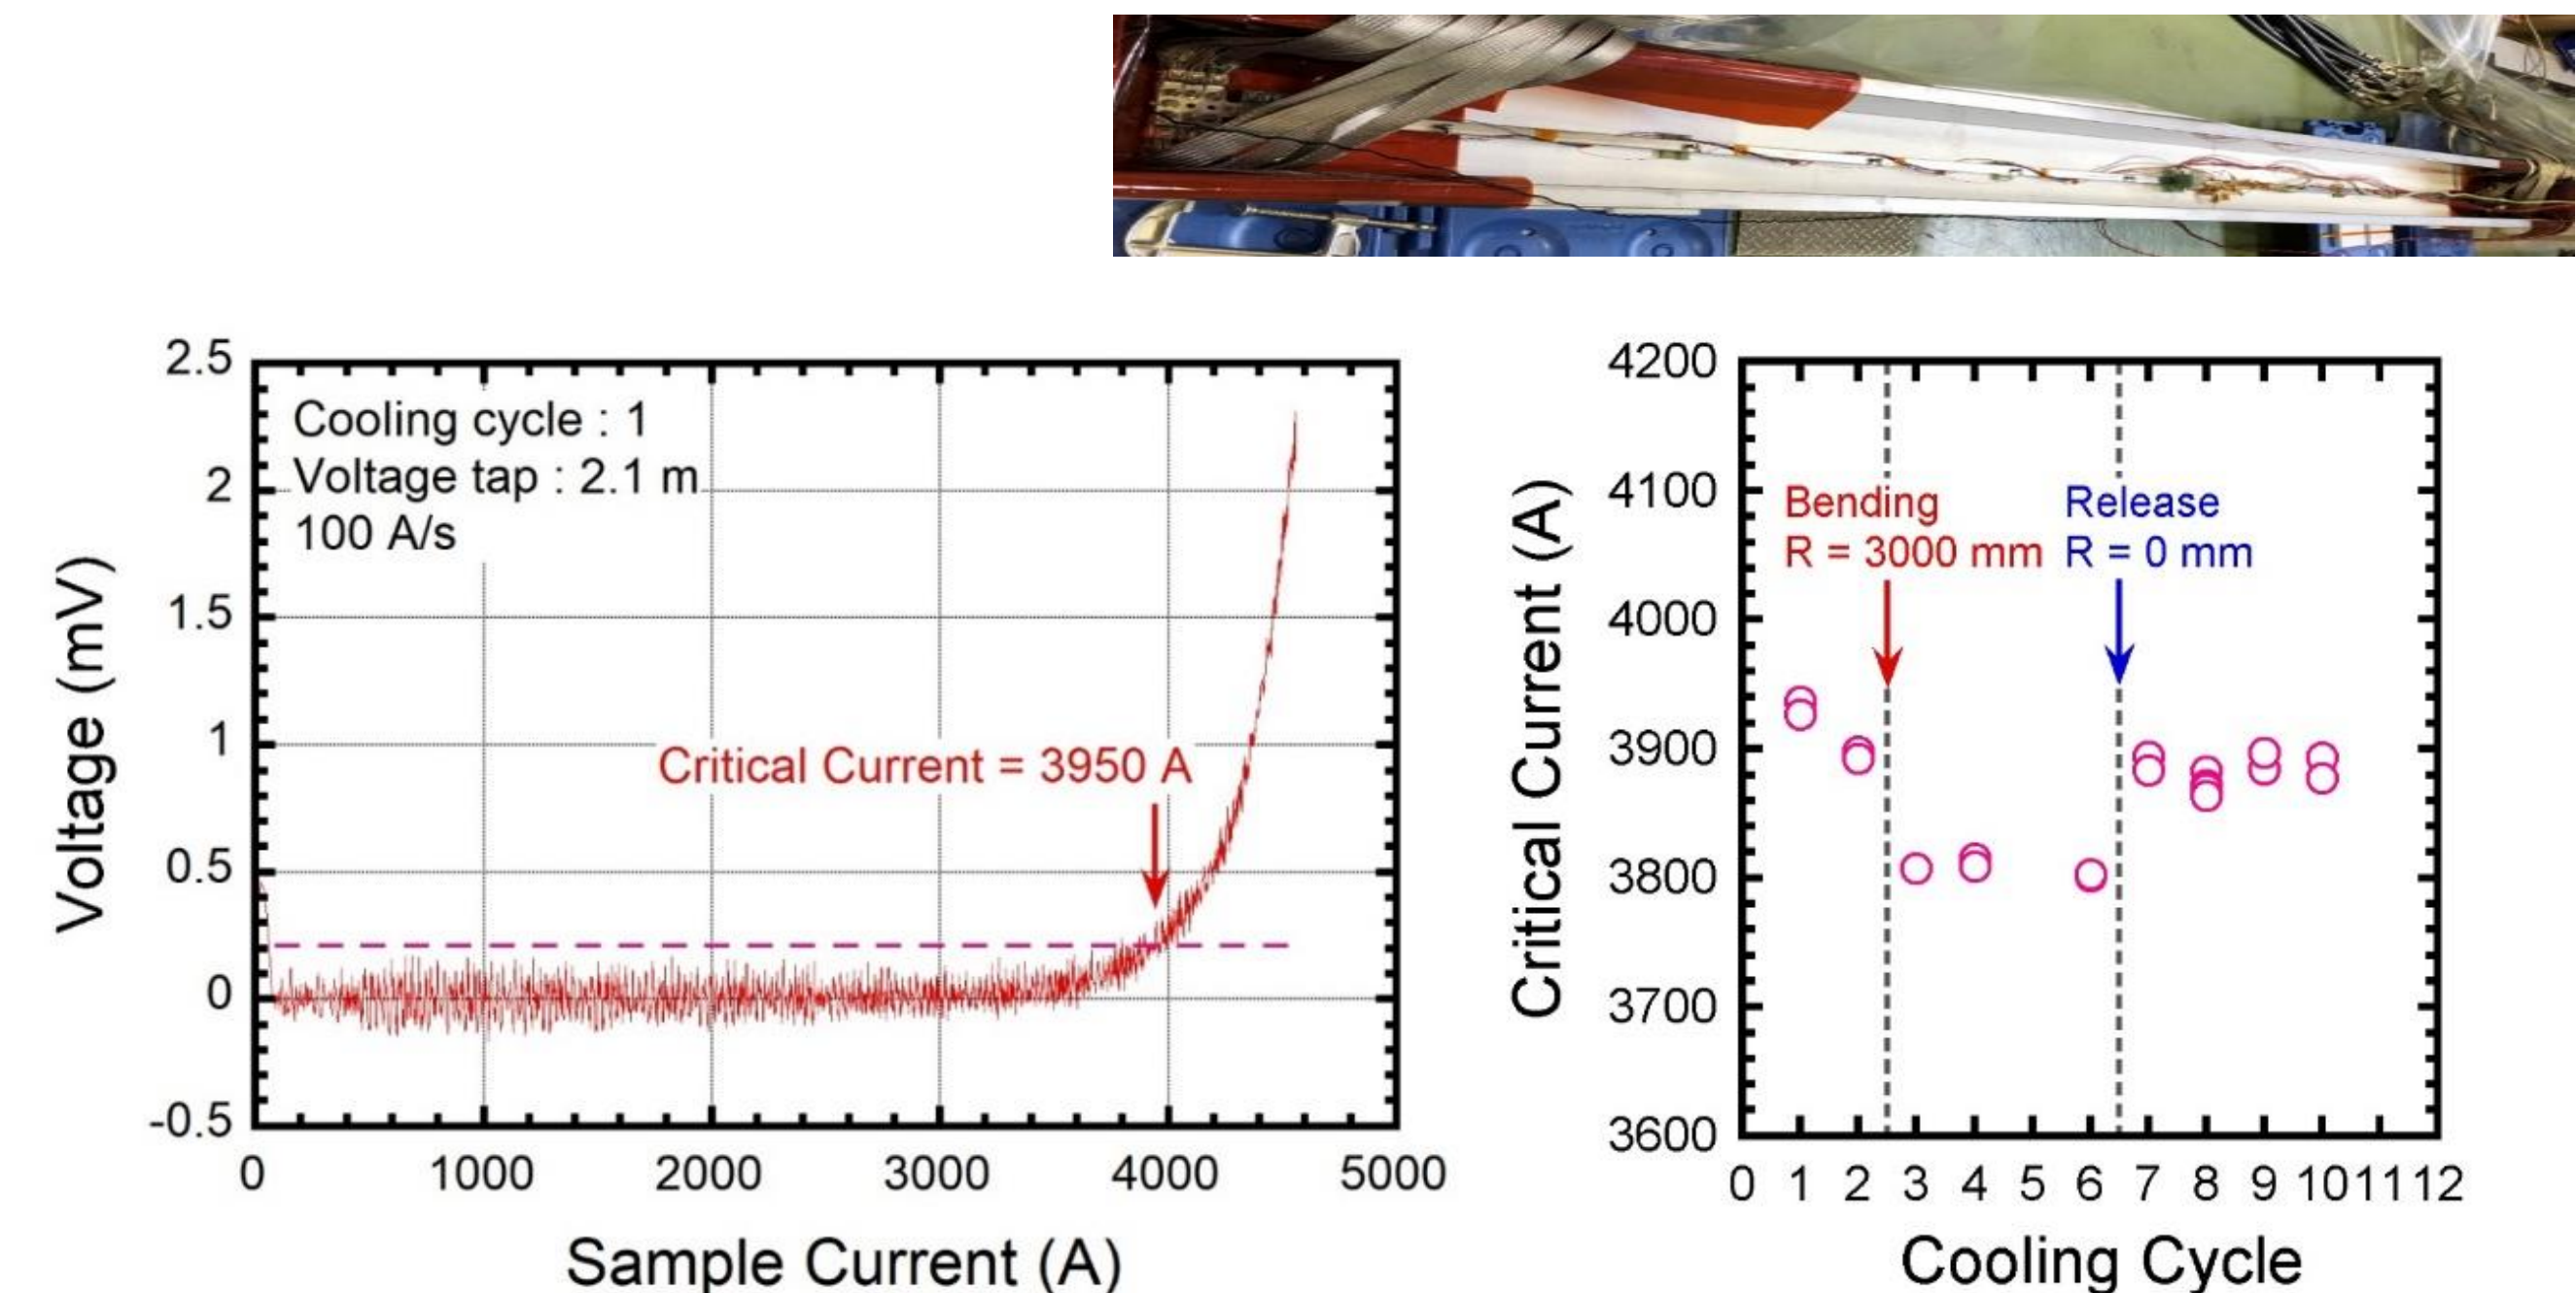 2.5
2
1.5
1
0.5
0
-0.5
Voltage (mV)
Cooling cycle : 1
Voltage tap : 2.1 m
100 A/s
Critical Current = 3950 A
0 1000 2000 3000 4000 5000
Sample Current (A)
4200
4100
4000
3900
3800
3700
3600
Critical Current (A)
Bending
R = 3000 mm
Release
R = 0 mm
0 1 2 3 4 5 6 7 8 9 10 11 12
Cooling Cycle